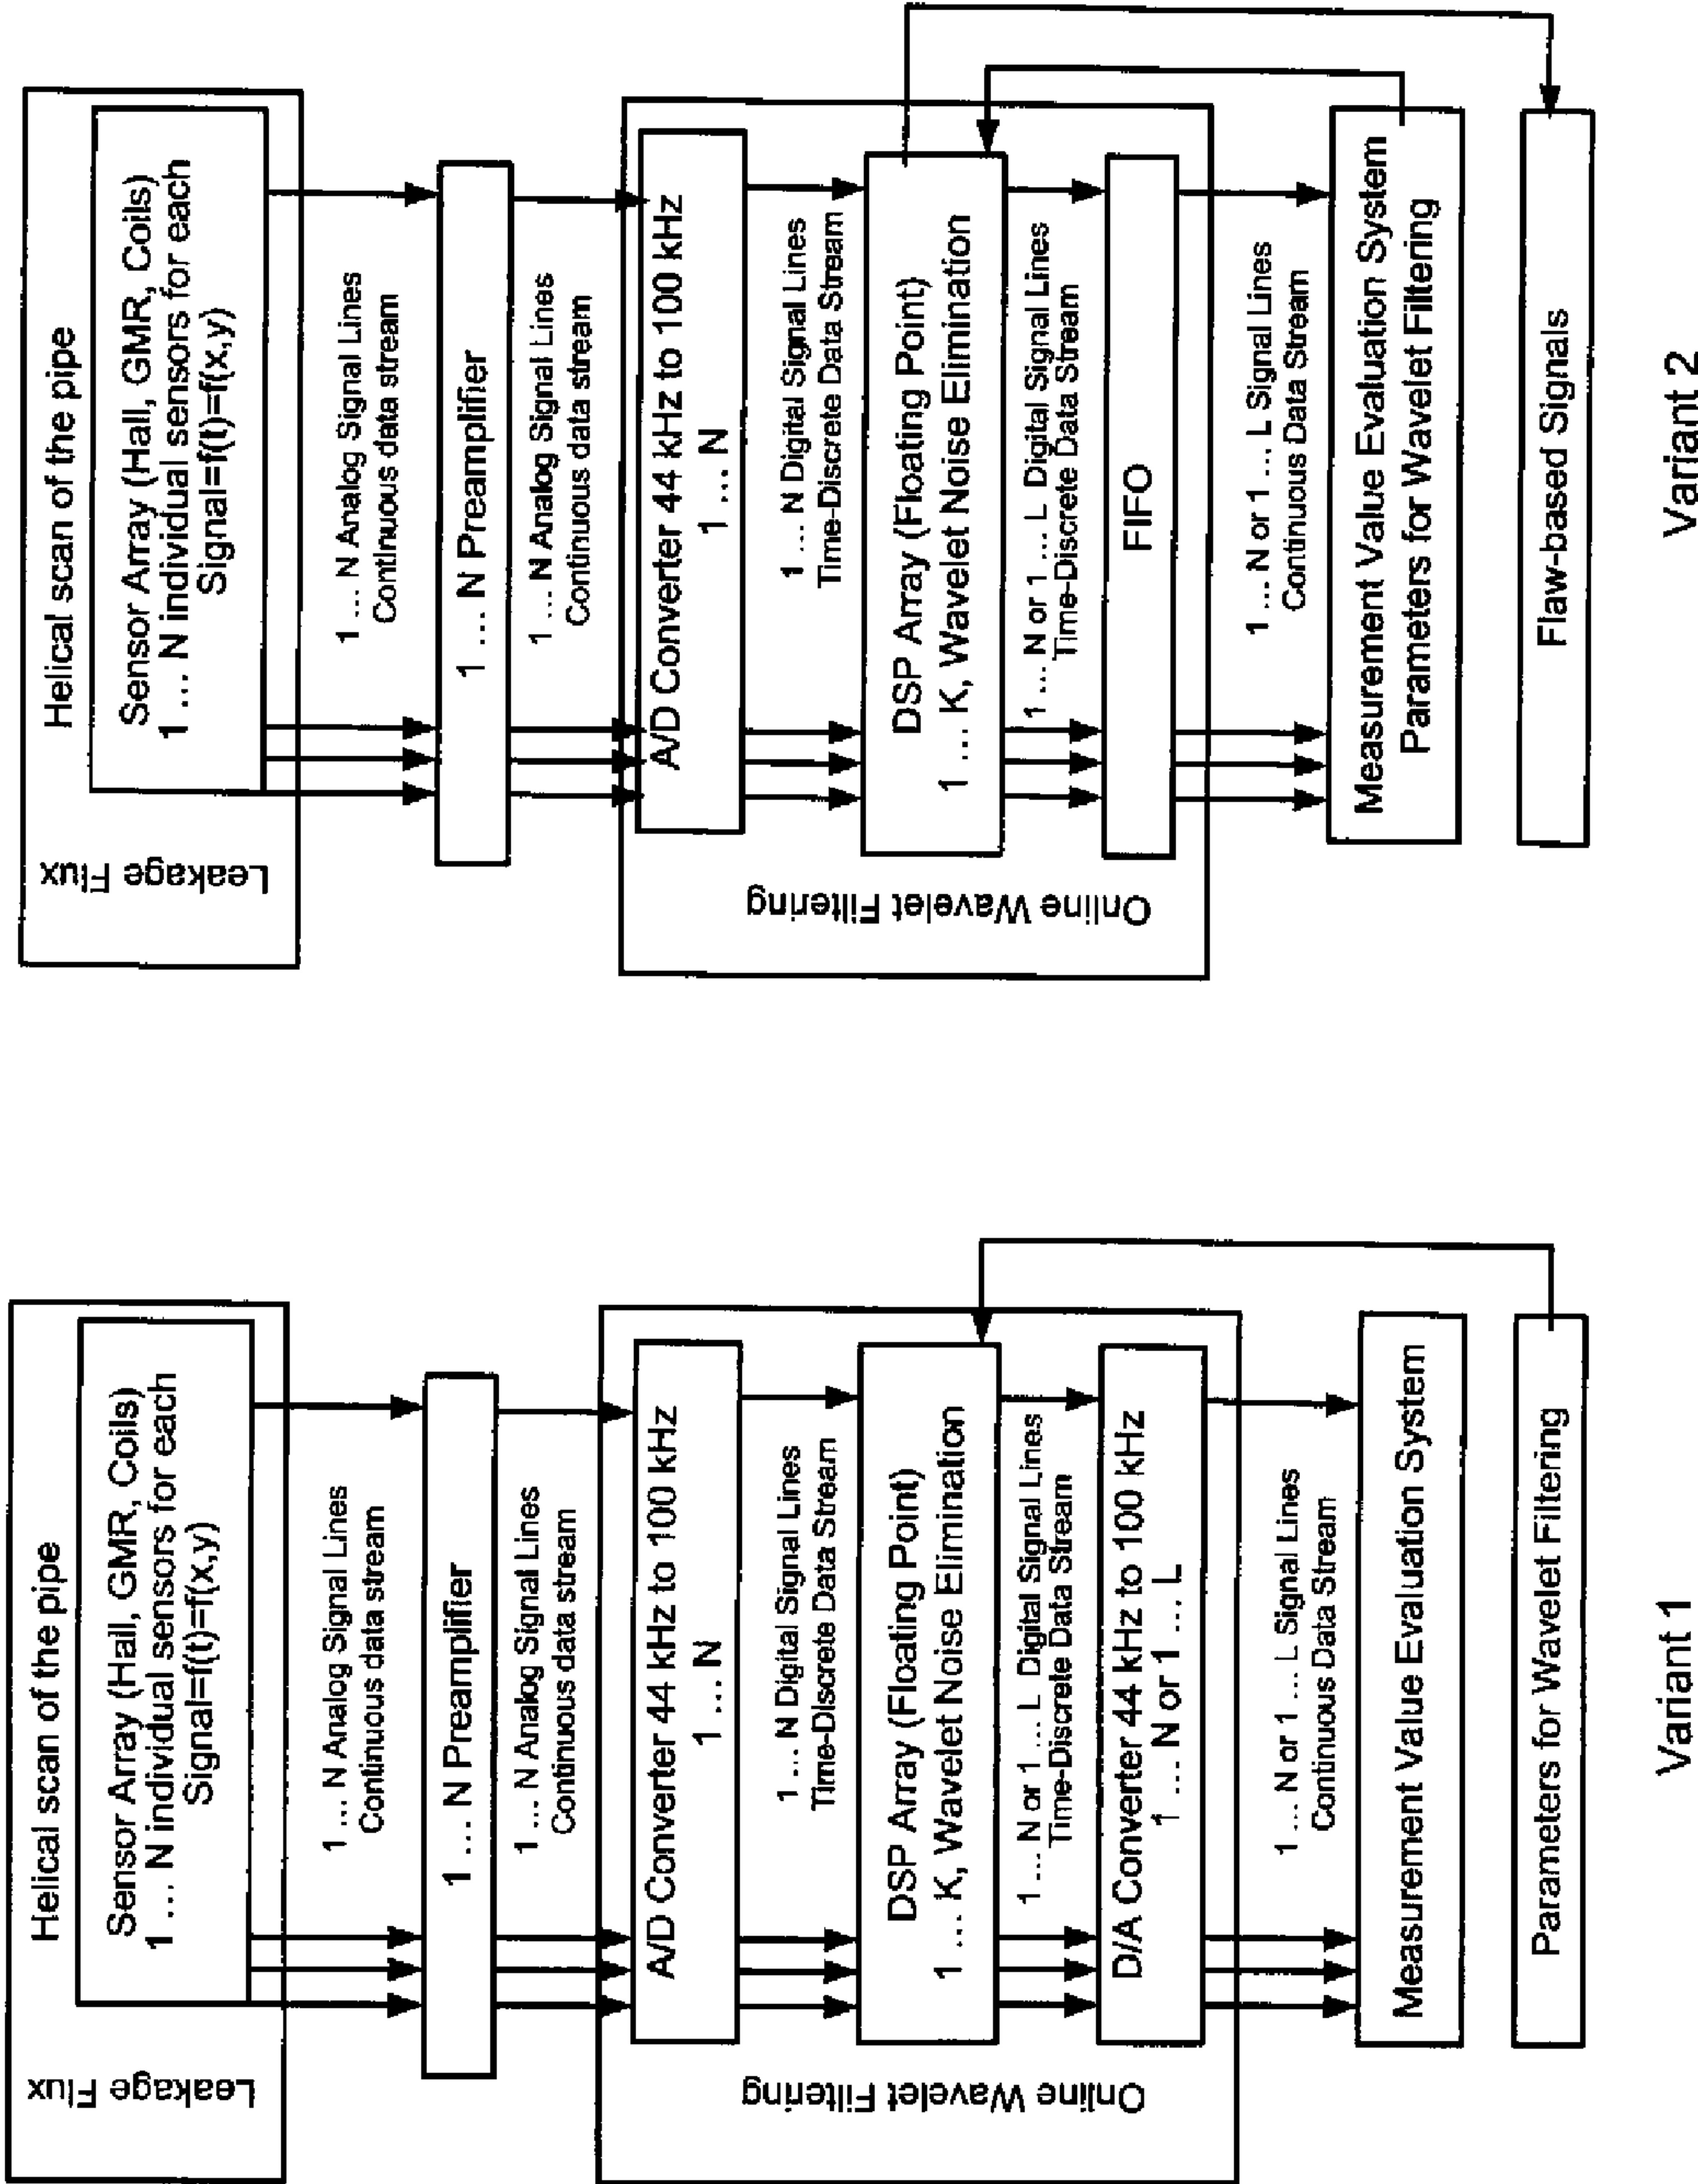 Helical scan of the pipe
Leakage Flux
Sensor Array (Hall, GMR, Coils)
1 ... N individual sensors for each
Signal=f(t)=f(x,y)
1 ... N Analog Signal Lines
Continuous data stream
1 ... N Preamplifier
1 ... N Analog Signal Lines
Continuous data stream
Online Wavelet Filtering
A/D Converter 44 kHz to 100 kHz
1 ... N
1 ... N Digital Signal Lines
Time-Discrete Data Stream
DSP Array (Floating Point)
1 ... K, Wavelet Noise Elimination
1 ... N or 1 ... L Digital Signal Lines
Time-Discrete Data Stream
D/A Converter 44 kHz to 100 kHz
1 ... N or 1 ... L
1 ... N or 1 ... L Signal Lines
Continuous Data Stream
Measurement Value Evaluation System
Parameters for Wavelet Filtering
Variant 1
Helical scan of the pipe
Leakage Flux
Sensor Array (Hall, GMR, Coils)
1 ... N individual sensors for each
Signal=f(t)=f(x,y)
1 ... N Analog Signal Lines
Continuous data stream
1 ... N Preamplifier
1 ... N Analog Signal Lines
Continuous data stream
Online Wavelet Filtering
A/D Converter 44 kHz to 100 kHz
1 ... N
1 ... N Digital Signal Lines
Time-Discrete Data Stream
DSP Array (Floating Point)
1 ... K, Wavelet Noise Elimination
1 ... N or 1 ... L Digital Signal Lines
Time-Discrete Data Stream
FIFO
1 ... N or 1 ... L Signal Lines
Continuous Data Stream
Measurement Value Evaluation System
Parameters for Wavelet Filtering
Flaw-based Signals
Variant 2